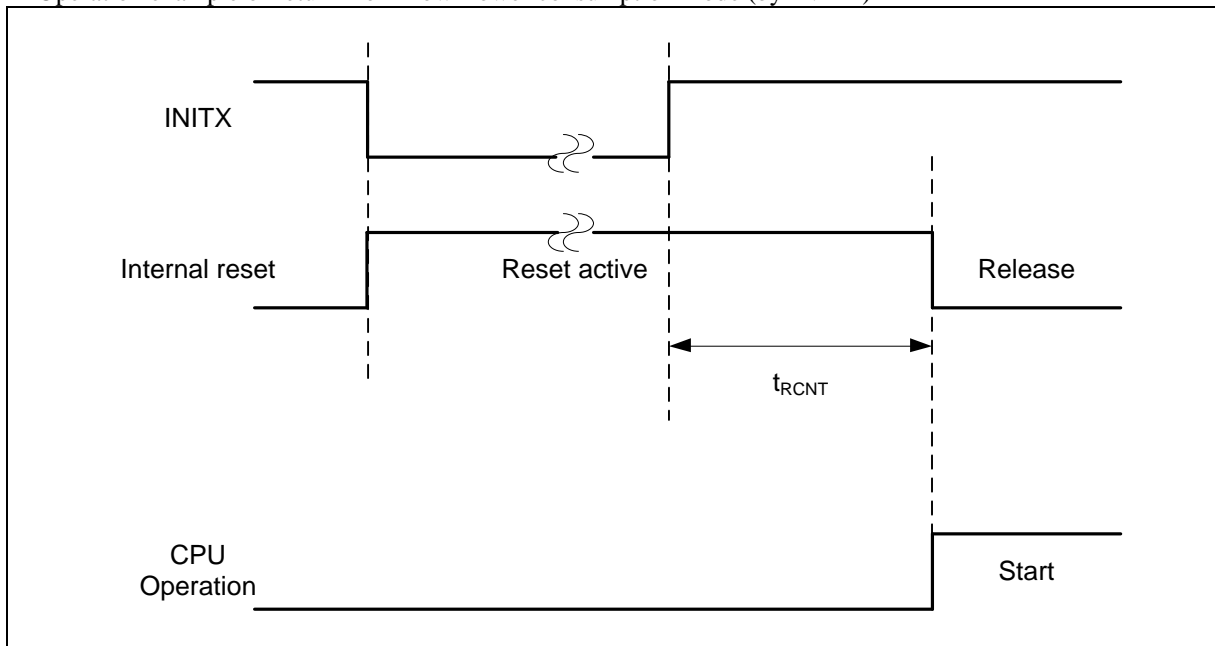 INITX
Internal reset
Reset active
Release
tRCNT
CPU
Operation
Start